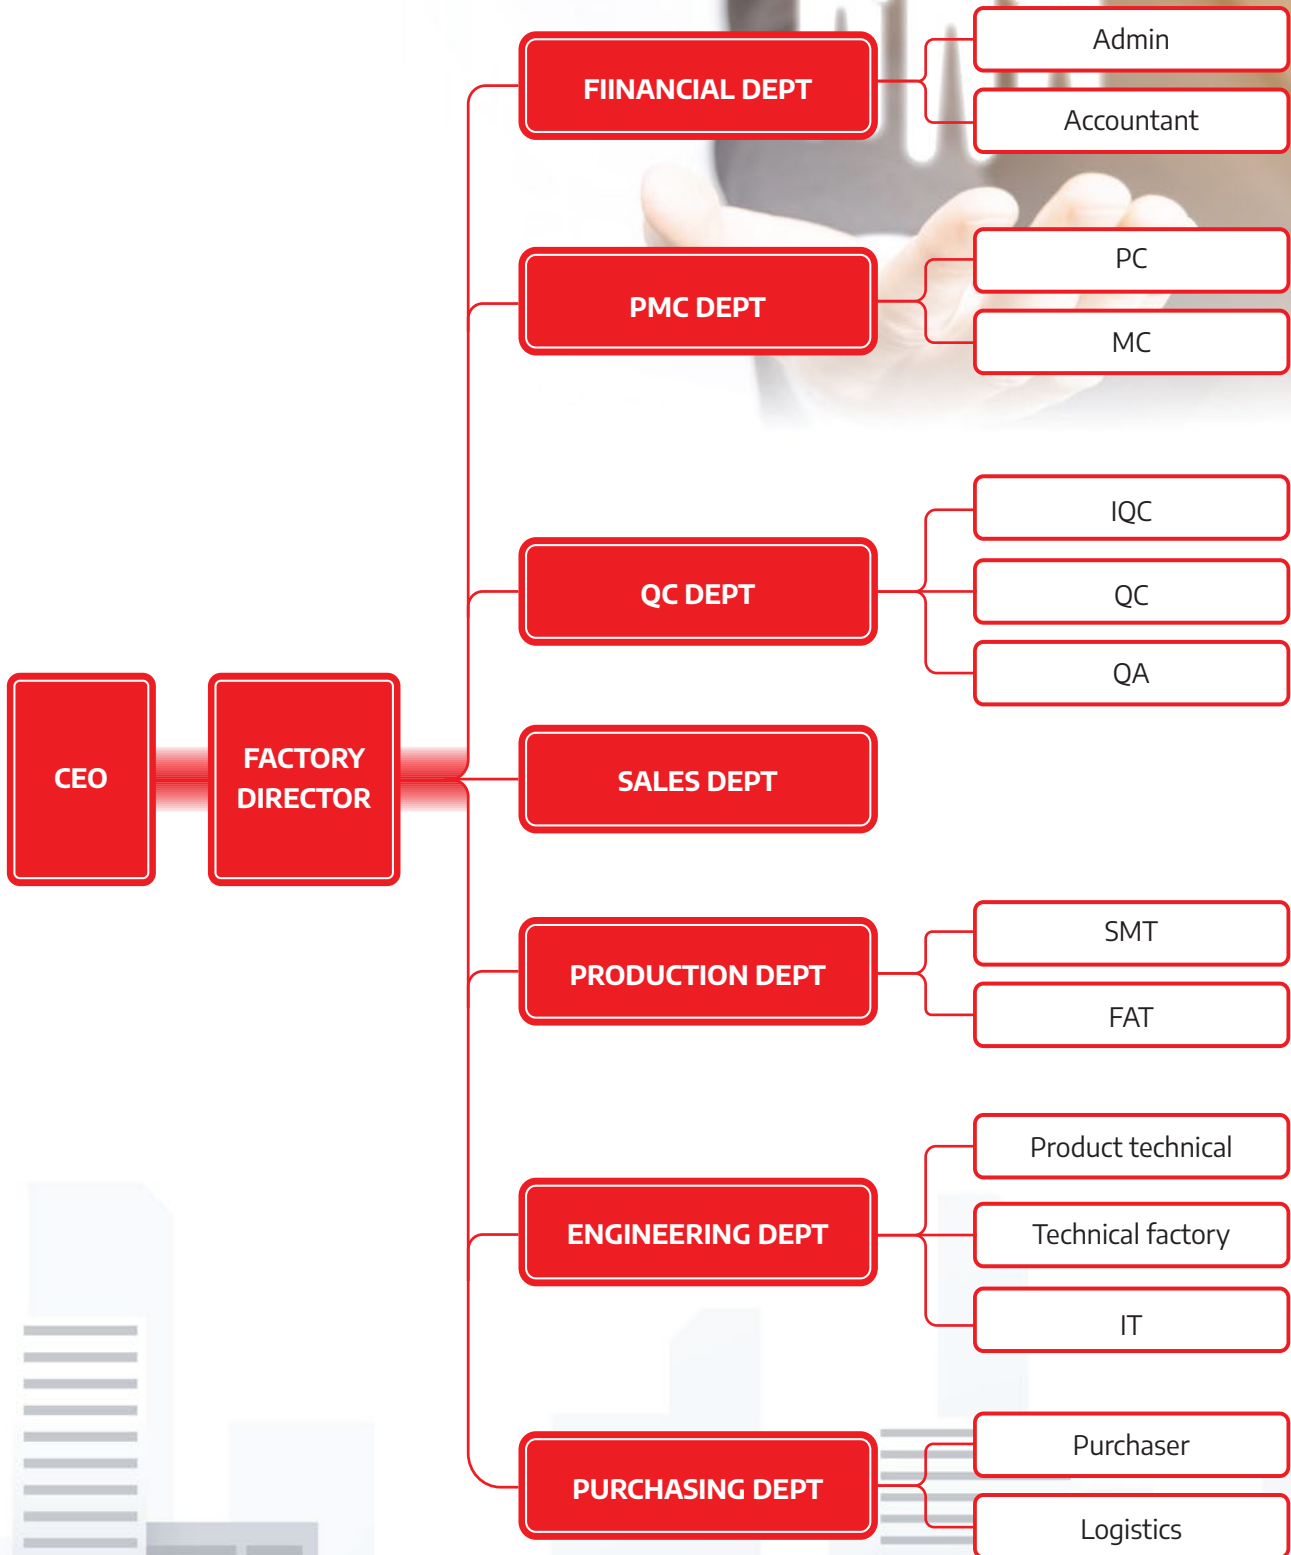 FIINANCIAL DEPT
Admin
Accountant
PMC DEPT
PC
MC
QC DEPT
IQC
QC
QA
CEO
FACTORY
DIRECTOR
SALES DEPT
PRODUCTION DEPT
SMT
FAT
ENGINEERING DEPT
Product technical
Technical factory
IT
PURCHASING DEPT
Purchaser
Logistics